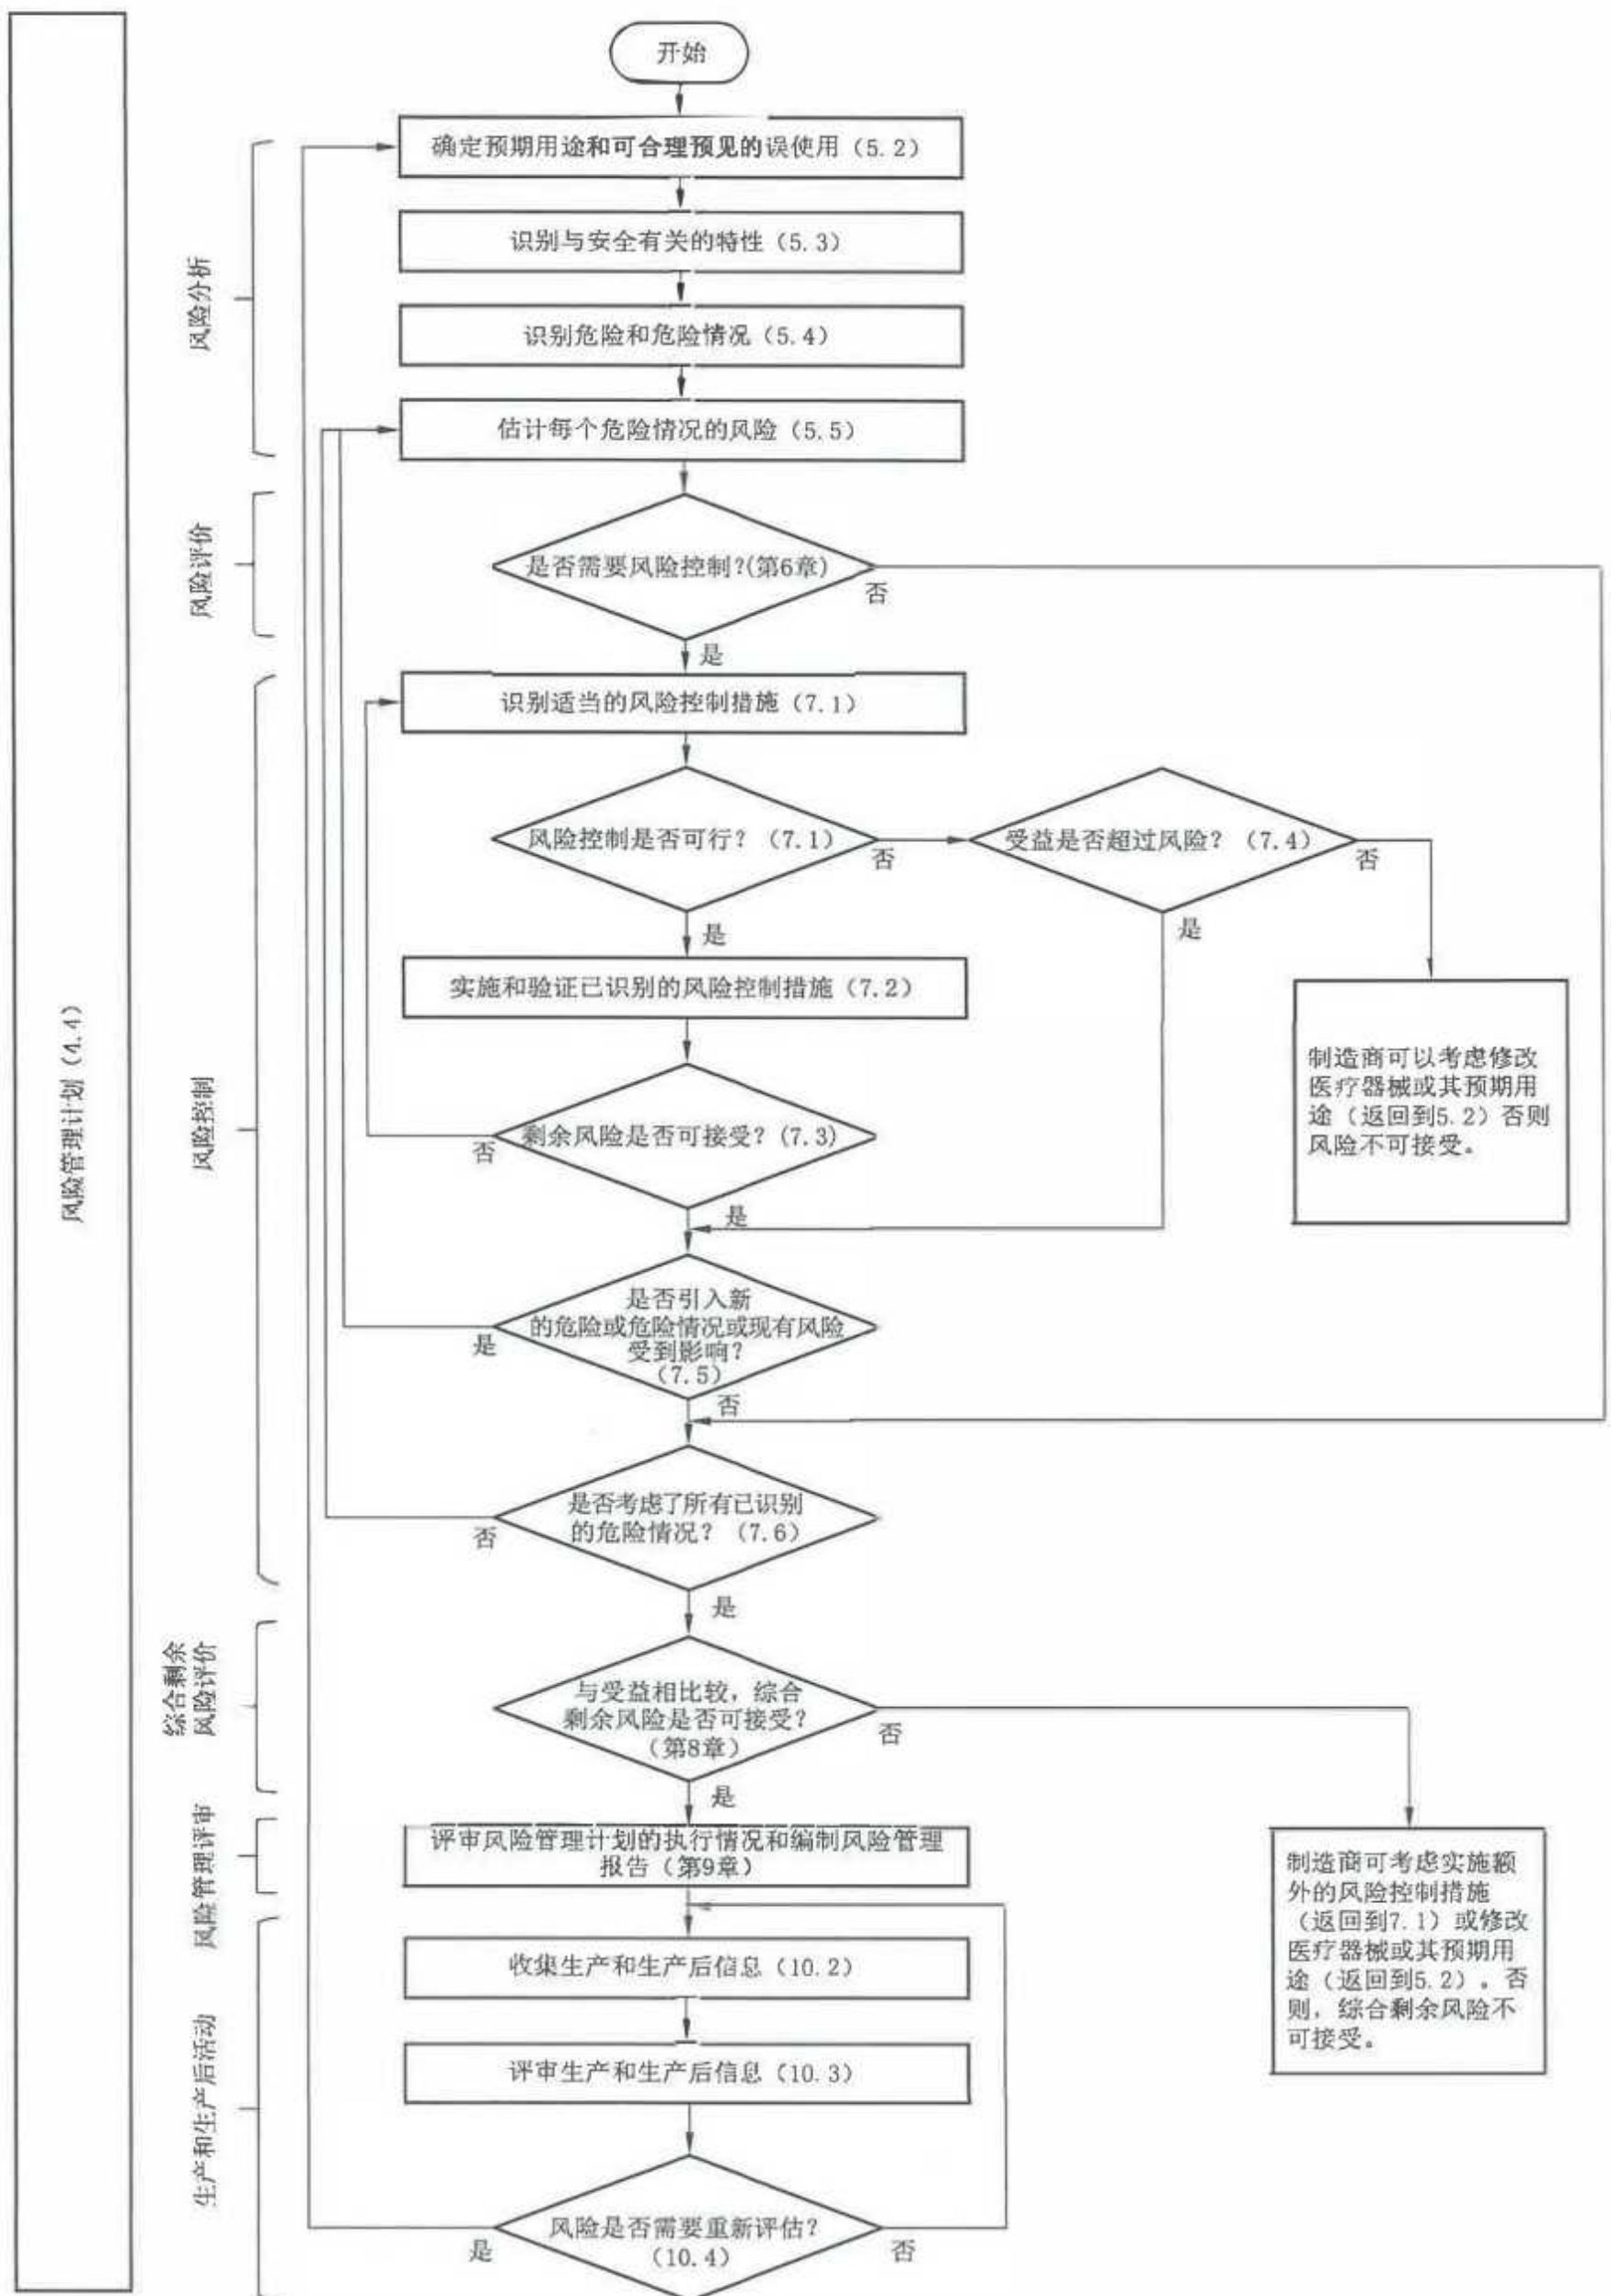 开始
确定预期用途和可合理预见的误使用（5.2）
识别与安全有关的特性（5.3）
风险分析
识别危险和危险情况（5.4）
估计每个危险情况的风险（5.5）
风险评价
是否需要风险控制?(第6章)
否
是
识别适当的风险控制措施（7.1）
风险控制是否可行？（7.1）
否
受益是否超过风险？（7.4）
否
是
是
实施和验证已识别的风险控制措施（7.2）
风险管理计划（4.4）
风险控制
制造商可以考虑修改
医疗器械或其预期用
途（返回到5.2）否则
风险不可接受。
剩余风险是否可接受？(7.3)
否
是
是否引入新
的危险或危险情况或现有风险
受到影响？
（7.5）
是
否
是否考虑了所有已识别
的危险情况？（7.6）
否
是
综合剩余
风险评价
与受益相比较，综合
剩余风险是否可接受？
（第8章）
否
是
风险管理评审
评审风险管理计划的执行情况和编制风险管理
报告（第9章）
制造商可考虑实施额
外的风险控制措施
（返回到7.1）或修改
医疗器械或其预期用
途（返回到5.2）。否
则，综合剩余风险不
可接受。
收集生产和生产后信息（10.2）
生产和生产后活动
评审生产和生产后信息（10.3）
风险是否需要重新评估？
（10.4）
是
否